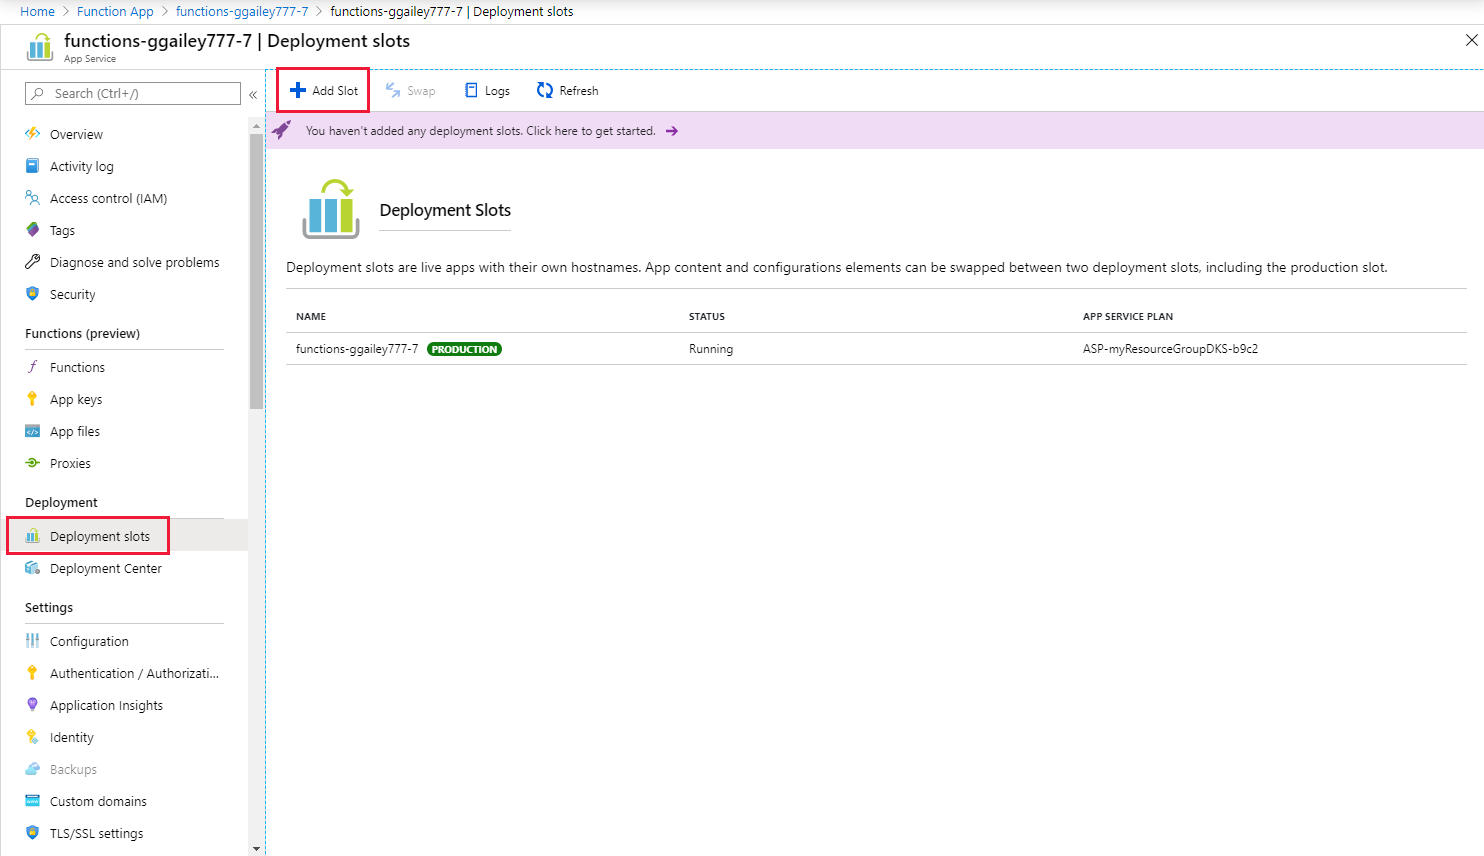 Home > Function App > functions-ggailey777-7 > functions-ggailey777-7 | Deployment slots
functions-ggailey777-7 | Deployment slots
App Service
Search (Ctrl+/)
«
Overview
Activity log
Access control (IAM)
Tags
Diagnose and solve problems
Security
Functions (preview)
Functions
App keys
App files
Proxies
Deployment
Deployment slots
Deployment Center
Settings
Configuration
Authentication / Authorizati...
Application Insights
Identity
Backups
Custom domains
TLS/SSL settings
Add Slot Swap Logs Refresh
You haven't added any deployment slots. Click here to get started. →
Deployment Slots
Deployment slots are live apps with their own hostnames. App content and configurations elements can be swapped between two deployment slots, including the production slot.
NAME STATUS APP SERVICE PLAN
functions-ggailey777-7 PRODUCTION Running ASP-myResourceGroupDKS-b9c2